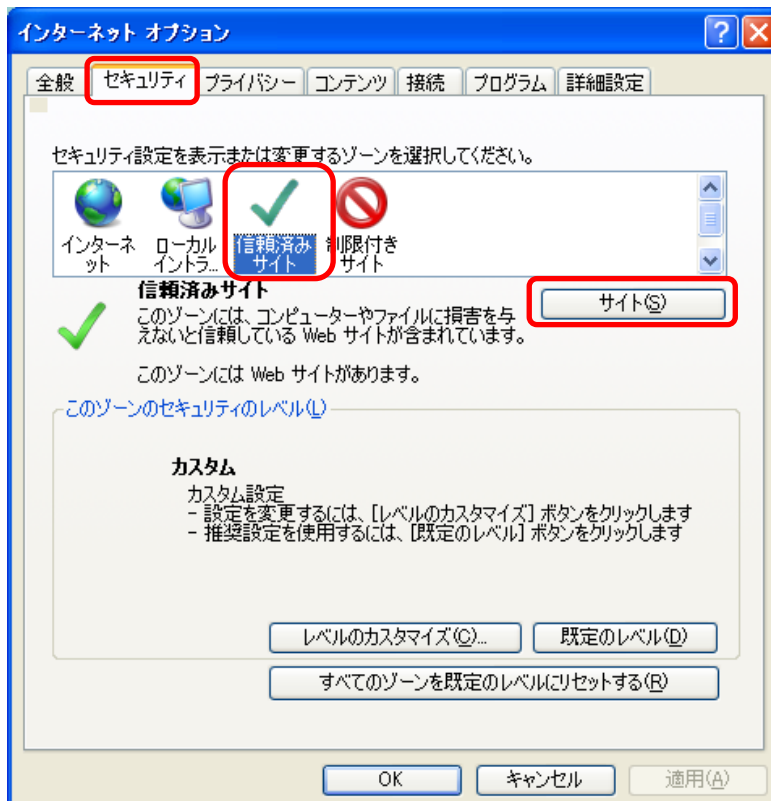 インターネット オプション
全般 セキュリティ プライバシー コンテンツ 接続 プログラム 詳細設定
セキュリティ設定を表示または変更するゾーンを選択してください。
インターネ ローカル 信頼済み 制限付き
ット イントラ... サイト サイト
信頼済みサイト
サイト(S)
このゾーンには、コンピューターやファイルに損害を与
えないと信頼している Web サイトが含まれています。
このゾーンには Web サイトがあります。
このゾーンのセキュリティのレベル(L)
カスタム
カスタム設定
- 設定を変更するには、[レベルのカスタマイズ] ボタンをクリックします
- 推奨設定を使用するには、[既定のレベル] ボタンをクリックします
レベルのカスタマイズ(C)... 既定のレベル(D)
すべてのゾーンを既定のレベルにリセットする(R)
OK キャンセル 適用(A)